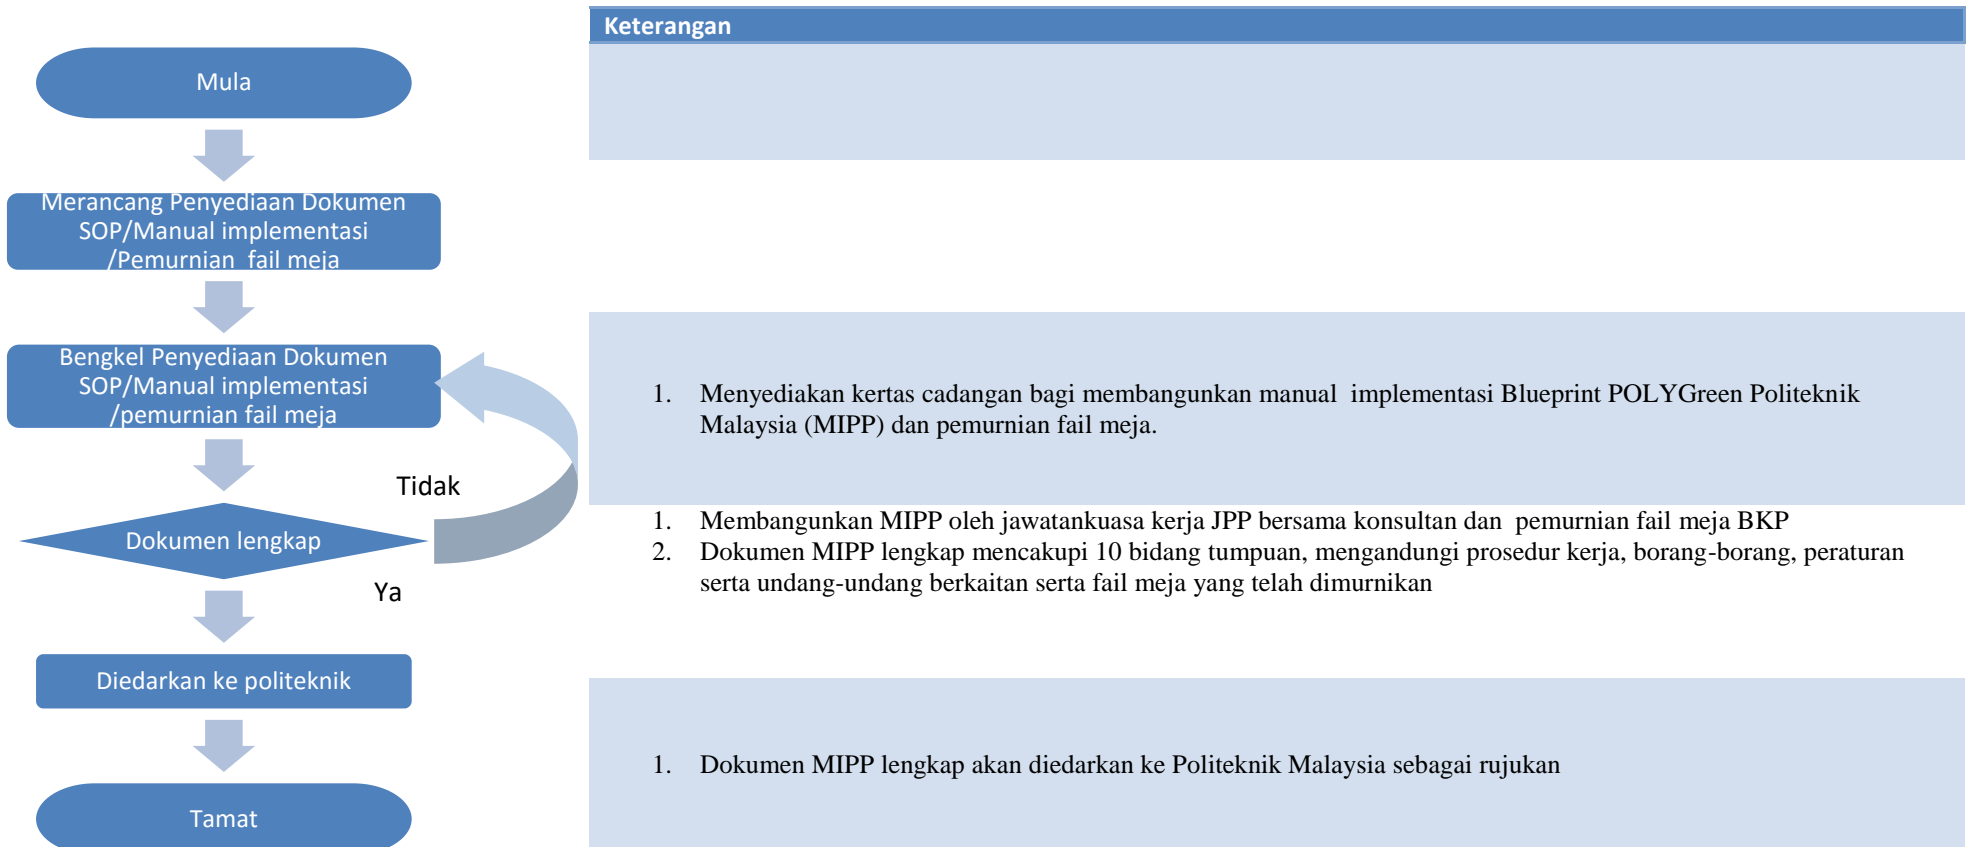 Keterangan
Mula
Merancang Penyediaan Dokumen
SOP/Manual implementasi
/Pemurnian fail meja
Bengkel Penyediaan Dokumen
SOP/Manual implementasi
/pemurnian fail meja
Tidak
Dokumen lengkap
Ya
Diedarkan ke politeknik
Tamat
1. Menyediakan kertas cadangan bagi membangunkan manual implementasi Blueprint POLYGreen Politeknik
Malaysia (MIPP) dan pemurnian fail meja.
1. Membangunkan MIPP oleh jawatankuasa kerja JPP bersama konsultan dan pemurnian fail meja BKP
2. Dokumen MIPP lengkap mencakupi 10 bidang tumpuan, mengandungi prosedur kerja, borang-borang, peraturan
serta undang-undang berkaitan serta fail meja yang telah dimurnikan
1. Dokumen MIPP lengkap akan diedarkan ke Politeknik Malaysia sebagai rujukan